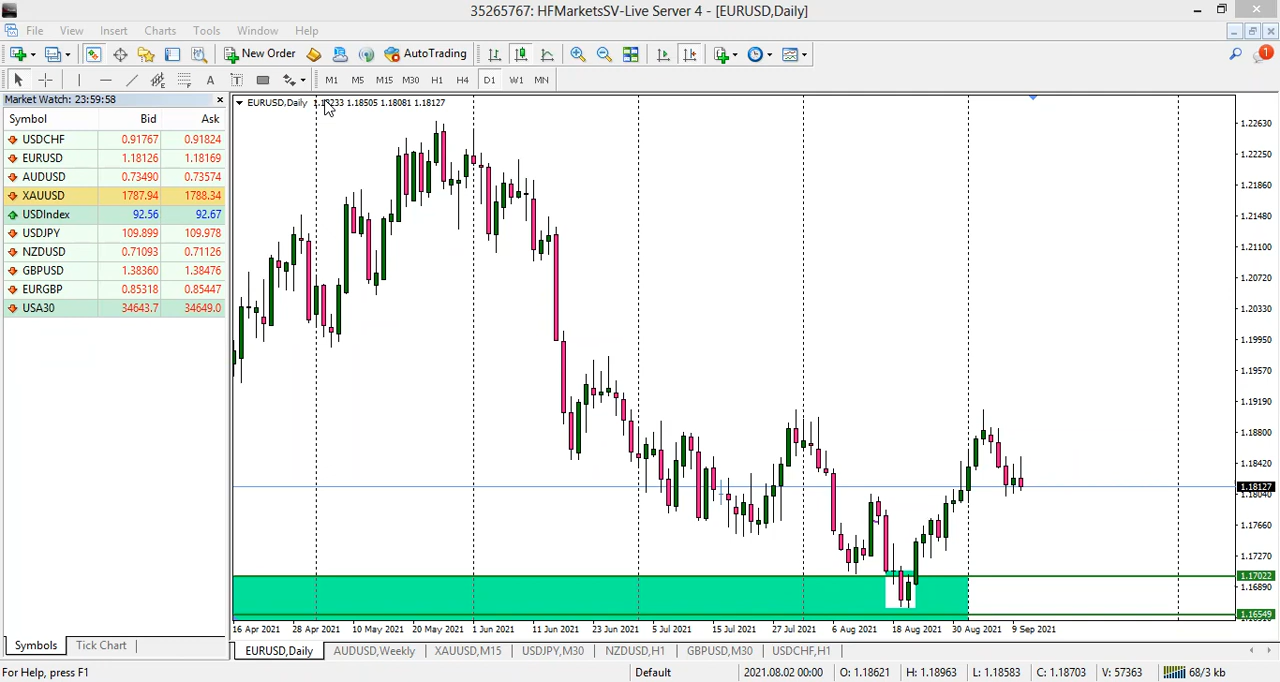 35265767: HFMarketsSV-Live Server 4 - [EURUSD,Daily]
File View Insert Charts Tools Window Help
New Order AutoTrading 1
A T M1 M5 M15 M30 H1 H4 D1 W1 MN
Market Watch: 23:59:58
Symbol Bid Ask
USDCHF 0.91767 0.91824
EURUSD 1.18126 1.18169
AUDUSD 0.73490 0.73574
XAUUSD 1787.94 1788.34
USDIndex 92.56 92.67
USDJPY 109.899 109.978
NZDUSD 0.71093 0.71126
GBPUSD 1.38360 1.38476
EURGBP 0.85318 0.85447
USA30 34643.7 34649.0
Symbols Tick Chart
EURUSD,Daily 1.18505 1.18081 1.18127
1.22630
1.22250
1.21860
1.21480
1.21100
1.20720
1.20330
1.19950
1.19570
1.19190
1.18800
1.18420
1.18127
1.18040
1.17660
1.17270
1.17022
1.16890
1.16549
16 Apr 2021 28 Apr 2021 10 May 2021 20 May 2021 1 Jun 2021 11 Jun 2021 23 Jun 2021 5 Jul 2021 15 Jul 2021 27 Jul 2021 6 Aug 2021 18 Aug 2021 30 Aug 2021 9 Sep 2021
EURUSD,Daily AUDUSD,Weekly XAUUSD,M15 USDJPY,M30 NZDUSD,H1 GBPUSD,M30 USDCHF,H1
For Help, press F1 Default 2021.08.02 00:00 O: 1.18621 H: 1.18963 L: 1.18583 C: 1.18703 V: 57363 68/3 kb